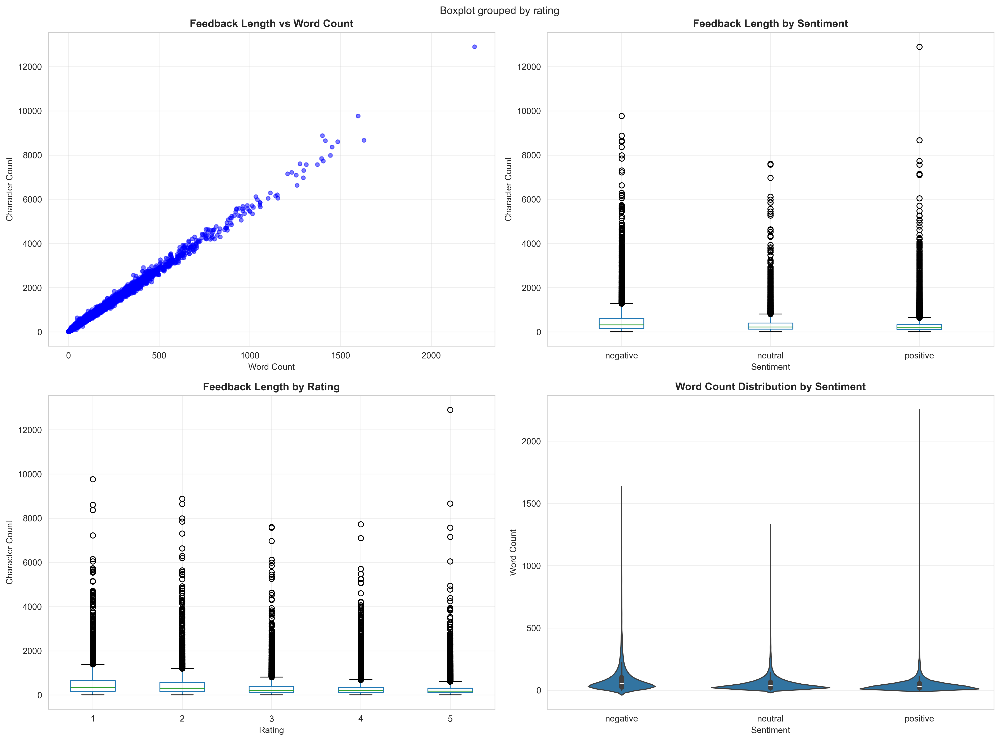 Boxplot grouped by rating
Feedback Length vs Word Count
Character Count
12000
10000
8000
6000
4000
2000
0
0 500 1000 1500 2000
Word Count
Feedback Length by Sentiment
Character Count
12000
10000
8000
6000
4000
2000
0
negative neutral positive
Sentiment
Feedback Length by Rating
Character Count
12000
10000
8000
6000
4000
2000
0
1 2 3 4 5
Rating
Word Count Distribution by Sentiment
Word Count
2000
1500
1000
500
0
negative neutral positive
Sentiment